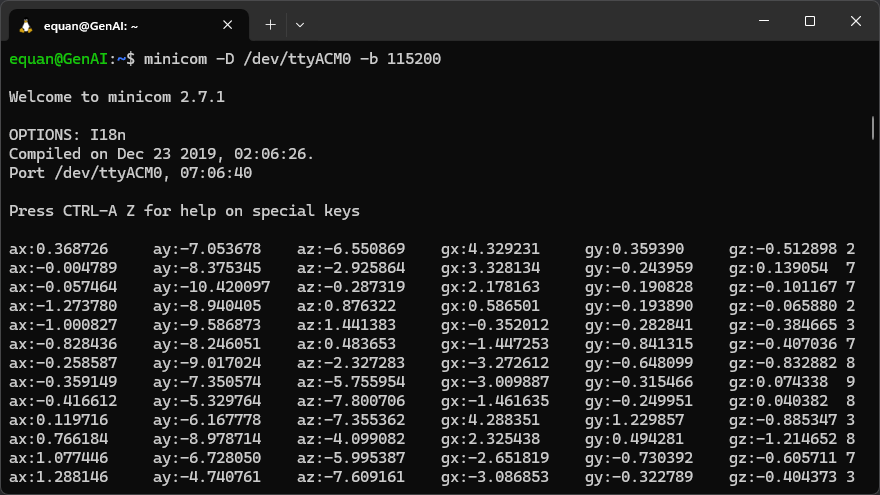 equan@GenAI: ~
equan@GenAI:~$ minicom -D /dev/ttyACM0 -b 115200
Welcome to minicom 2.7.1
OPTIONS: I18n
Compiled on Dec 23 2019, 02:06:26.
Port /dev/ttyACM0, 07:06:40
Press CTRL-A Z for help on special keys
ax:0.368726 ay:-7.053678 az:-6.550869 gx:4.329231 gy:0.359390 gz:-0.512898 2
ax:-0.004789 ay:-8.375345 az:-2.925864 gx:3.328134 gy:-0.243959 gz:0.139054 7
ax:-0.057464 ay:-10.420097 az:-0.287319 gx:2.178163 gy:-0.190828 gz:-0.101167 7
ax:-1.273780 ay:-8.940405 az:0.876322 gx:0.586501 gy:-0.193890 gz:-0.065880 2
ax:-1.000827 ay:-9.586873 az:1.441383 gx:-0.352012 gy:-0.282841 gz:-0.384665 3
ax:-0.828436 ay:-8.246051 az:0.483653 gx:-1.447253 gy:-0.841315 gz:-0.407036 7
ax:-0.258587 ay:-9.017024 az:-2.327283 gx:-3.272612 gy:-0.648099 gz:-0.832882 8
ax:-0.359149 ay:-7.350574 az:-5.755954 gx:-3.009887 gy:-0.315466 gz:0.074338 9
ax:-0.416612 ay:-5.329764 az:-7.800706 gx:-1.461635 gy:-0.249951 gz:0.040382 8
ax:0.119716 ay:-6.167778 az:-7.355362 gx:4.288351 gy:1.229857 gz:-0.885347 3
ax:0.766184 ay:-8.978714 az:-4.099082 gx:2.325438 gy:0.494281 gz:-1.214652 8
ax:1.077446 ay:-6.728050 az:-5.995387 gx:-2.651819 gy:-0.730392 gz:-0.605711 7
ax:1.288146 ay:-4.740761 az:-7.609161 gx:-3.086853 gy:-0.322789 gz:-0.404373 3